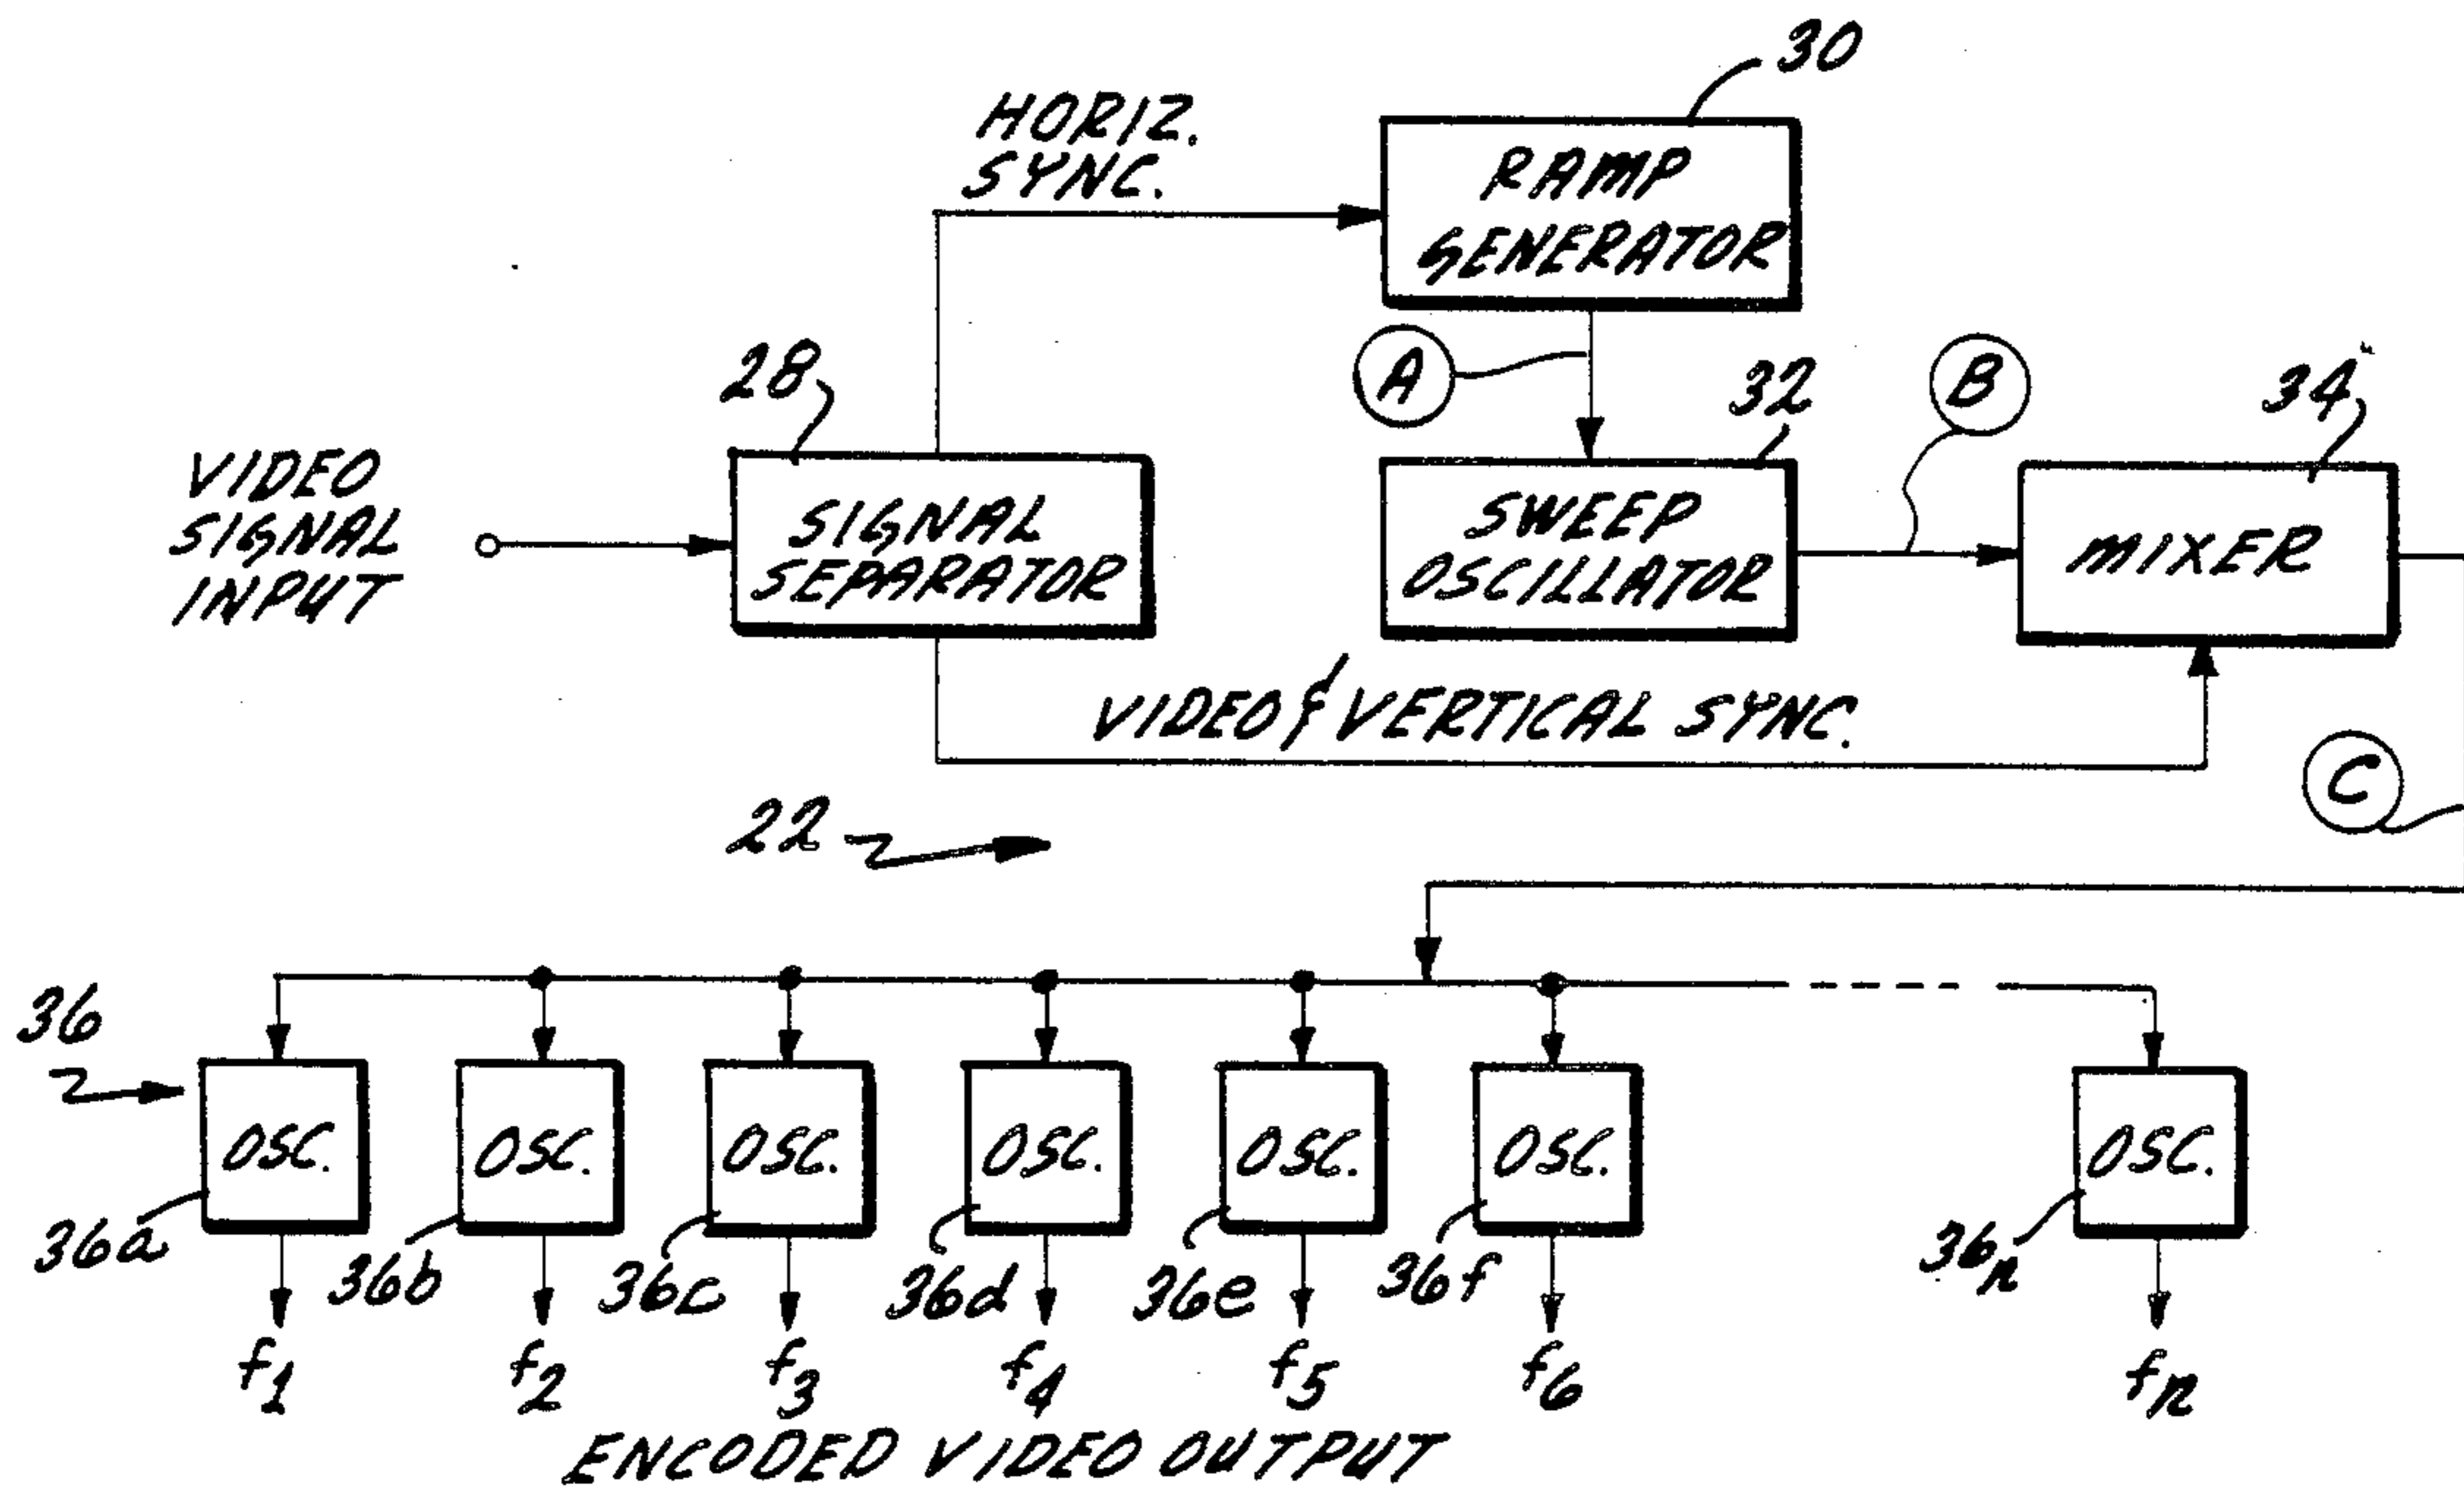 30
HORIZ.
SYNC.
RAMP
GENERATOR
28
A
32
B
34
VIDEO
SIGNAL
INPUT
SIGNAL
SEPARATOR
SWEEP
OSCILLATOR
MIXER
VIDEO & VERTICAL SYNC.
C
22
36
OSC. OSC. OSC. OSC. OSC. OSC. OSC.
36a 36b 36c 36d 36e 36f 36n
f1 f2 f3 f4 f5 f6 fn
ENCODED VIDEO OUTPUT